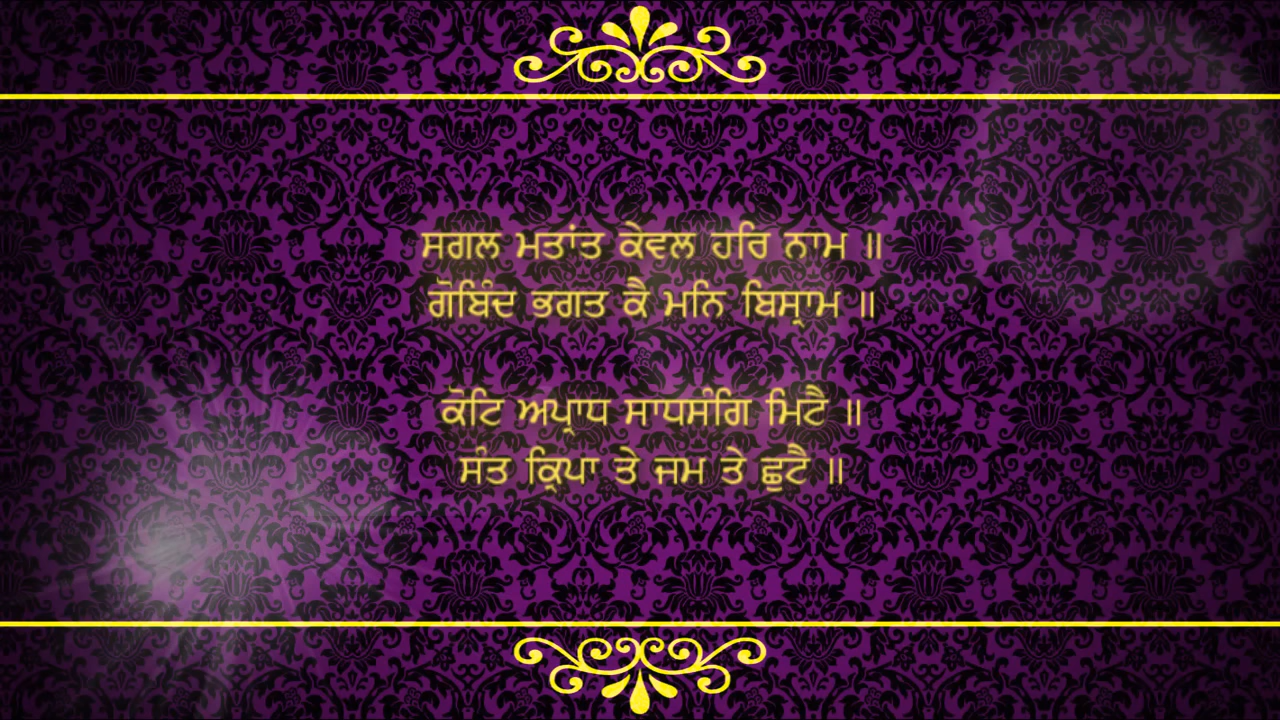 ਸਗਲ ਮਤਾਂਤ ਕੇਵਲ ਹਰਿ ਨਾਮ ॥
ਗੋਬਿੰਦ ਭਗਤ ਕੈ ਮਨਿ ਬਿਸ੍ਰਾਮ ॥
ਕੋਟਿ ਅਪ੍ਰਾਧ ਸਾਧਸੰਗਿ ਮਿਟੈ ॥
ਸੰਤ ਕ੍ਰਿਪਾ ਤੇ ਜਮ ਤੇ ਛੁਟੈ ॥